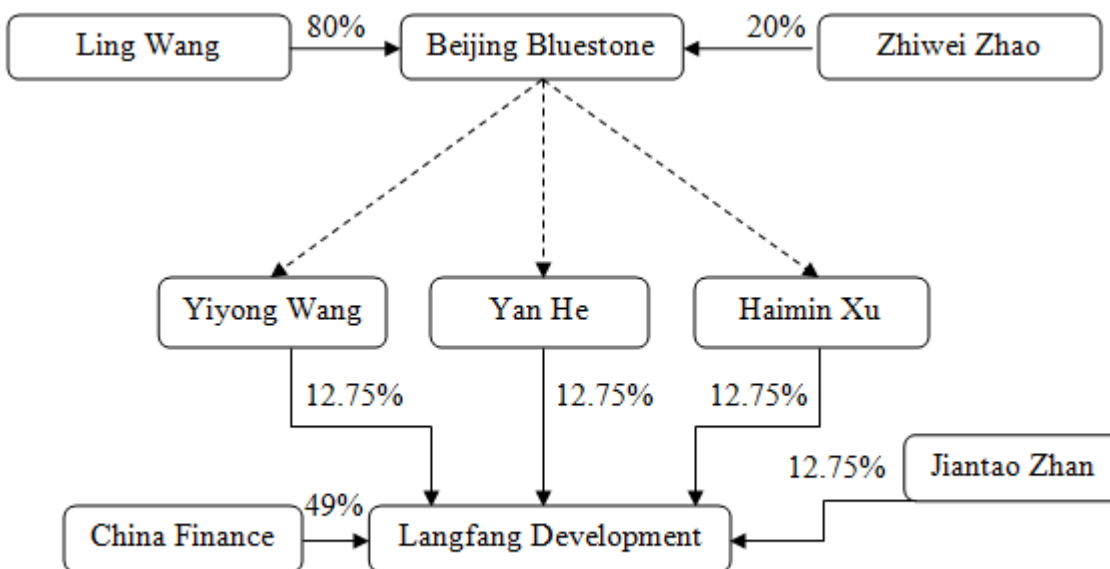 Ling Wang
80%
Beijing Bluestone
20%
Zhiwei Zhao
Yiyong Wang
Yan He
Haimin Xu
12.75%
12.75%
12.75%
12.75%
Jiantao Zhan
China Finance
49%
Langfang Development